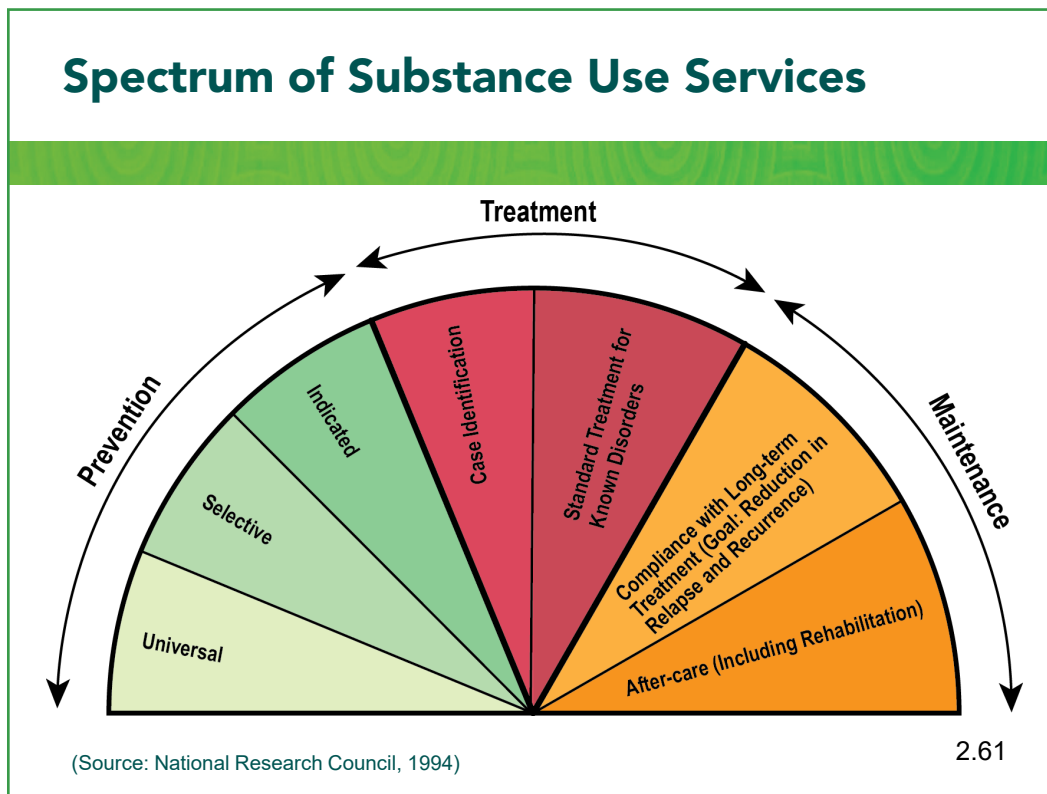 Spectrum of Substance Use Services
Treatment
Prevention
Maintenance
Universal
Selective
Indicated
Case Identification
Standard Treatment for
Known Disorders
Compliance with Long-term
Treatment (Goal: Reduction in
Relapse and Recurrence)
After-care (Including Rehabilitation)
(Source: National Research Council, 1994)
2.61